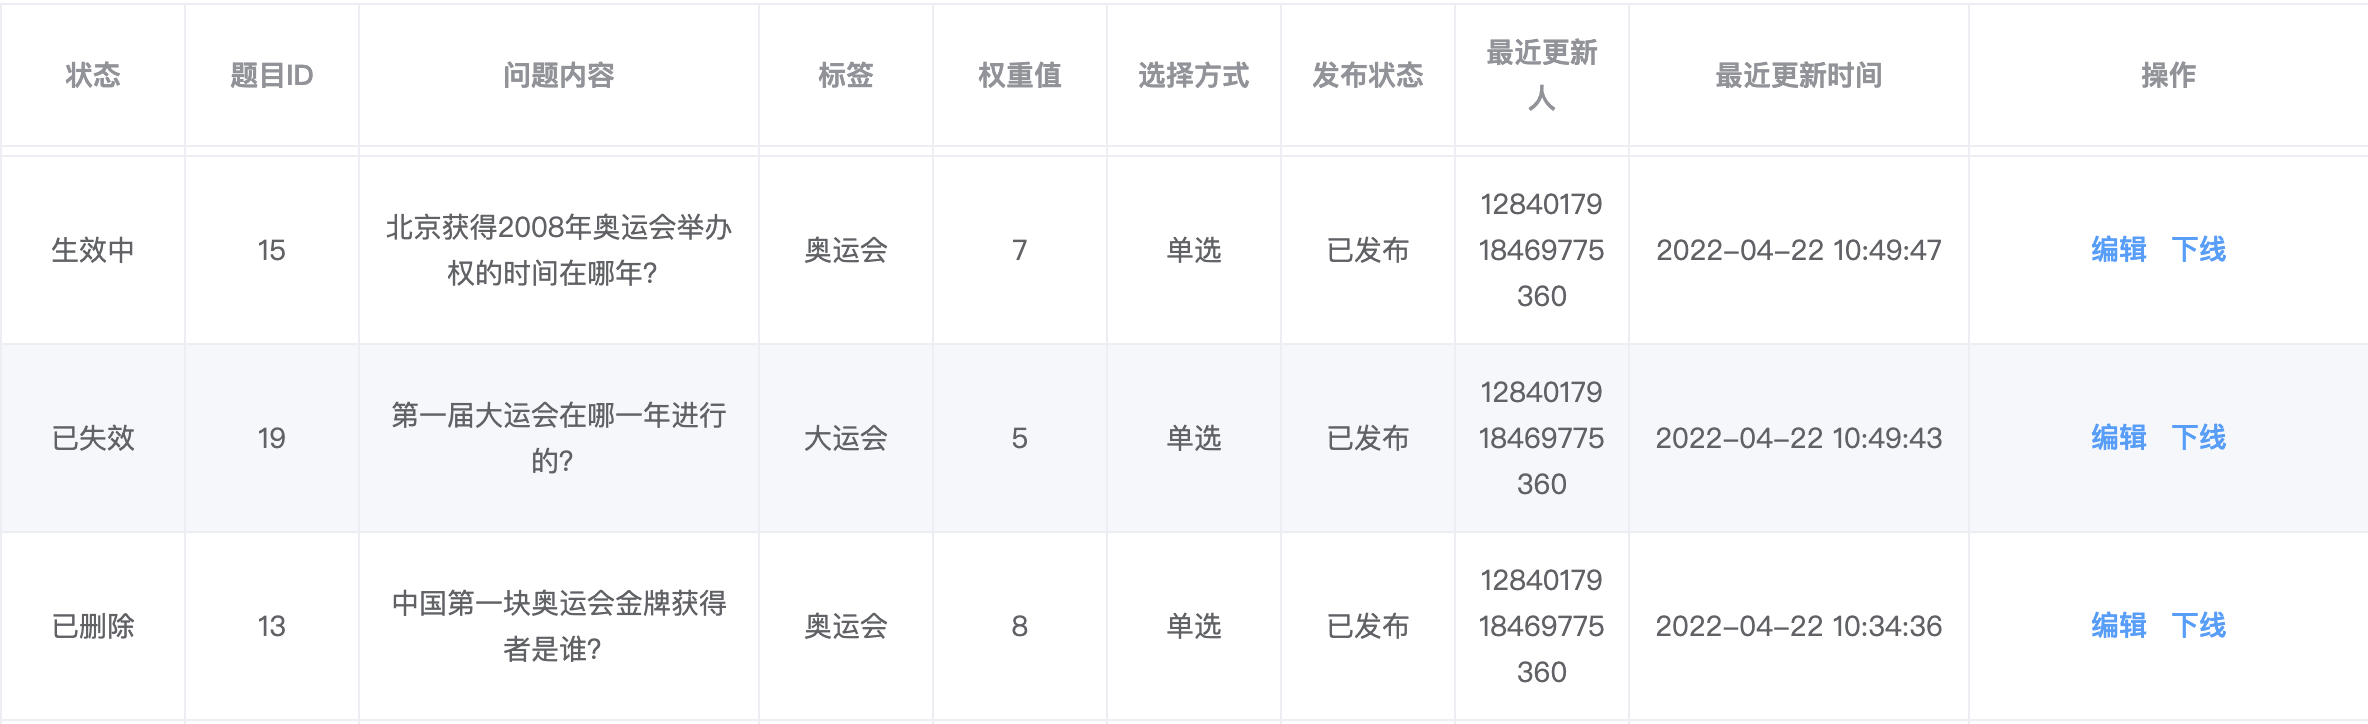 状态 题目ID 问题内容 标签 权重值 选择方式 发布状态 最近更新 最近更新时间 操作
人
生效中 15 北京获得2008年奥运会举办 奥运会 7 单选 已发布 12840179 2022-04-22 10:49:47 编辑 下线
权的时间在哪年? 18469775
360
已失效 19 第一届大运会在哪一年进行 大运会 5 单选 已发布 12840179 2022-04-22 10:49:43 编辑 下线
的? 18469775
360
已删除 13 中国第一块奥运会金牌获得 奥运会 8 单选 已发布 12840179 2022-04-22 10:34:36 编辑 下线
者是谁? 18469775
360